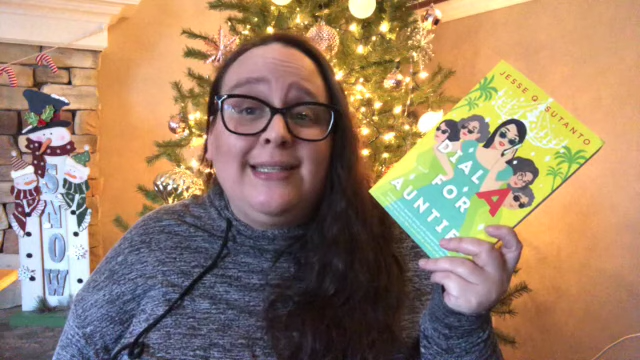 SNOW
JESSE Q. SUTANTO
DIAL A
FOR
AUNTIES